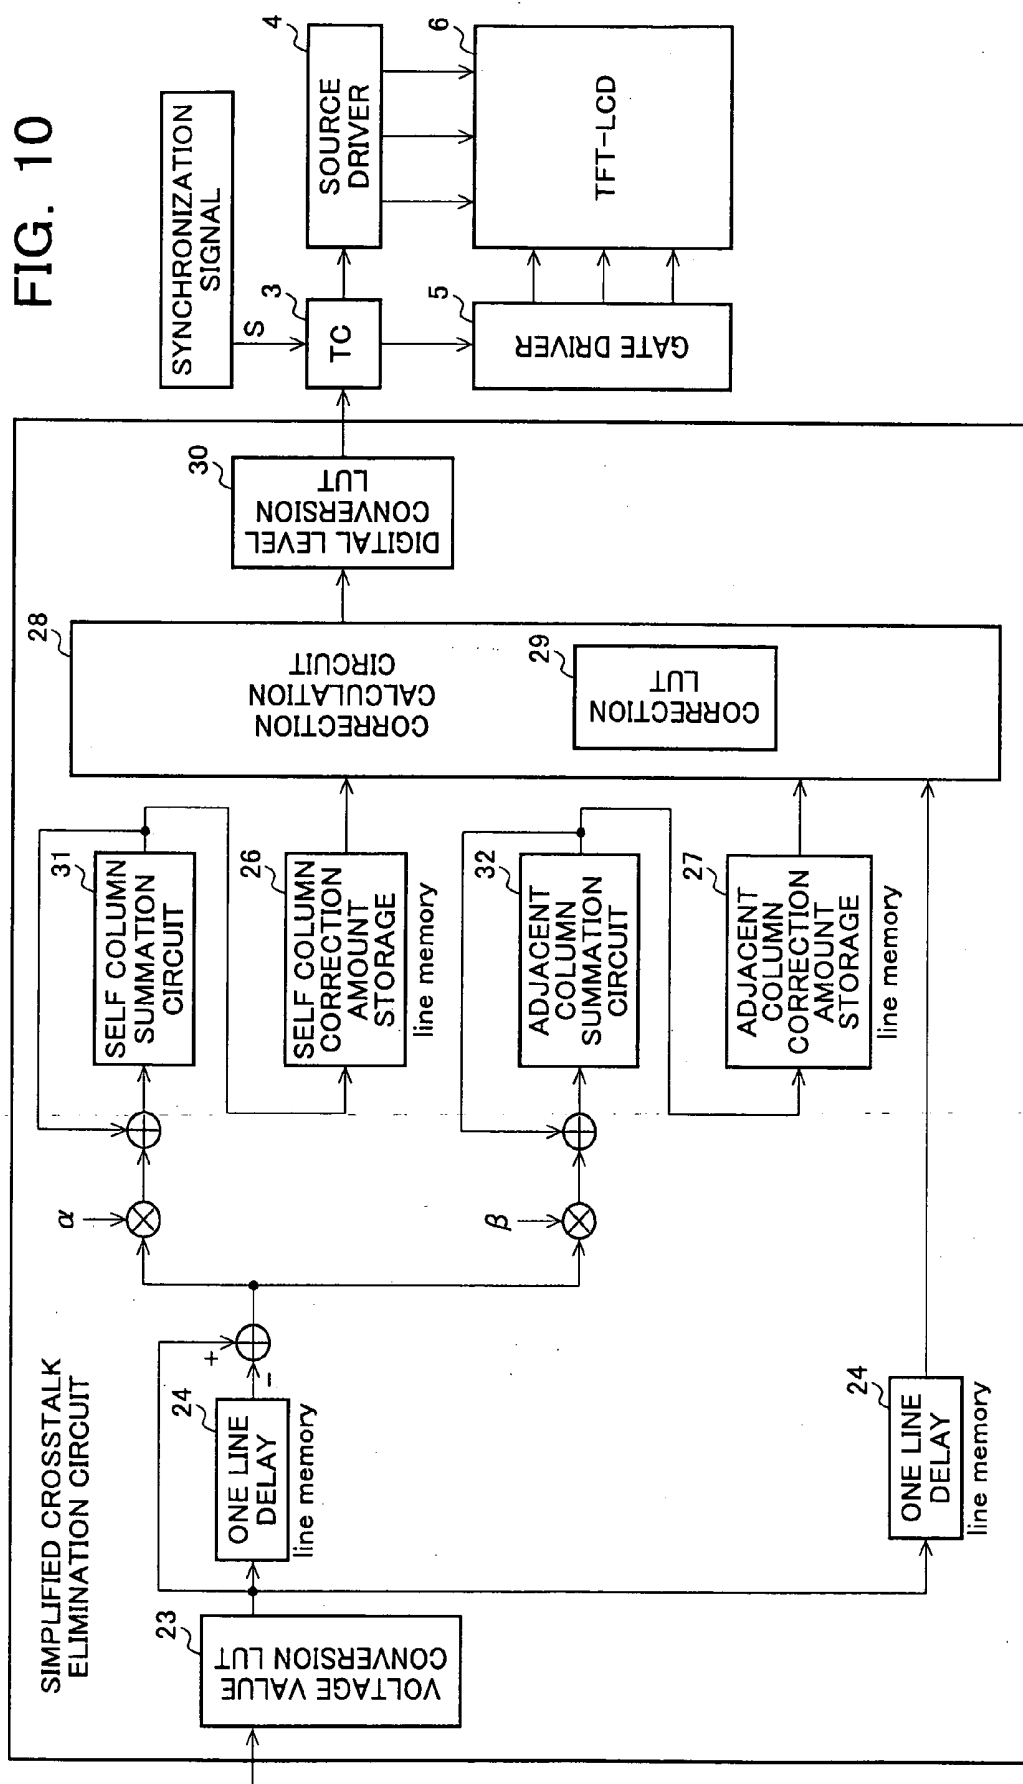 FIG. 10
SIMPLIFIED CROSSTALK
ELIMINATION CIRCUIT
23
VOLTAGE VALUE
CONVERSION LUT
24
ONE LINE
DELAY
line memory
+
-
24
ONE LINE
DELAY
line memory
α
β
31
SELF COLUMN
SUMMATION
CIRCUIT
26
SELF COLUMN
CORRECTION
AMOUNT
STORAGE
line memory
32
ADJACENT
COLUMN
SUMMATION
CIRCUIT
27
ADJACENT
COLUMN
CORRECTION
AMOUNT
STORAGE
line memory
28
CORRECTION
CALCULATION
CIRCUIT
29
CORRECTION
LUT
30
DIGITAL LEVEL
CONVERSION
LUT
SYNCHRONIZATION
SIGNAL
S
3
TC
4
SOURCE
DRIVER
5
GATE DRIVER
6
TFT-LCD